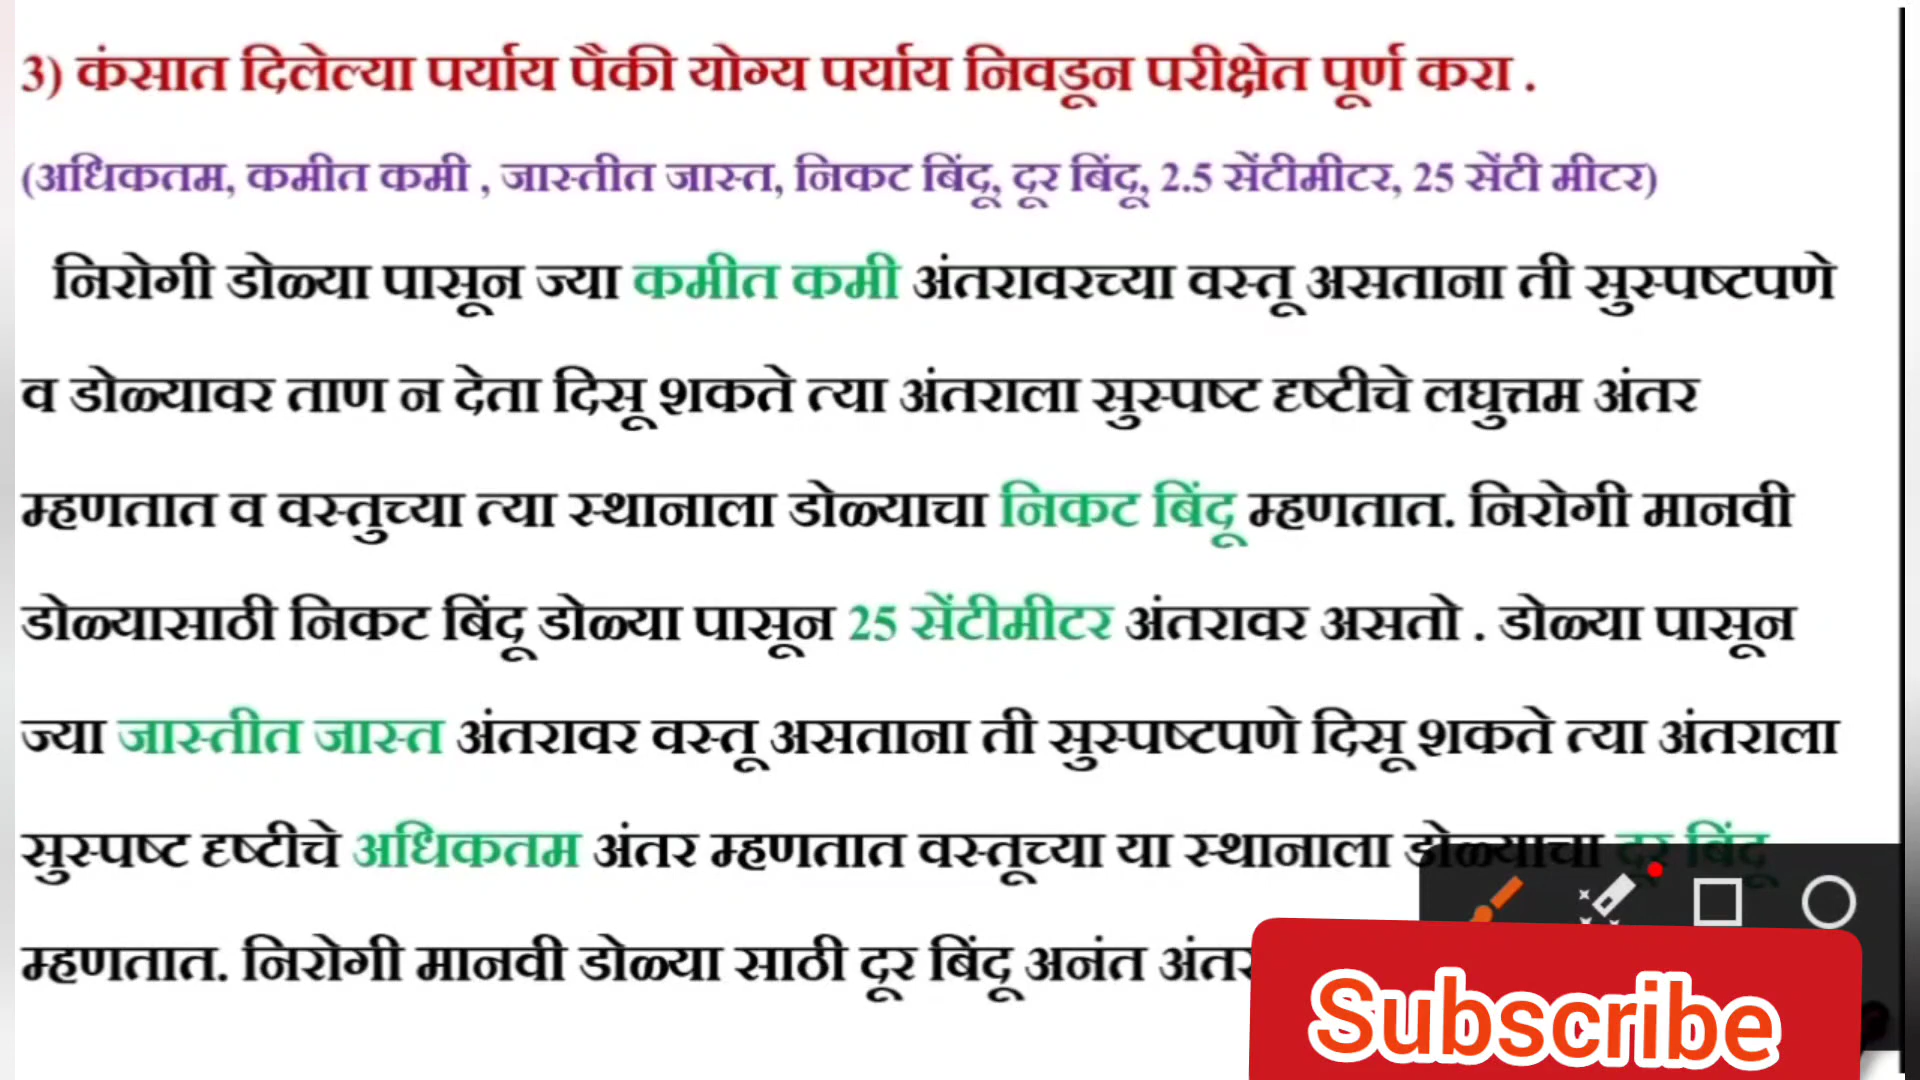 3) कंसात दिलेल्या पर्याय पैकी योग्य पर्याय निवडून परीक्षेत पूर्ण करा .
(अधिकतम, कमीत कमी , जास्तीत जास्त, निकट बिंदू, दूर बिंदू, 2.5 सेंटीमीटर, 25 सेंटी मीटर)
निरोगी डोळ्या पासून ज्या कमीत कमी अंतरावरच्या वस्तू असताना ती सुस्पष्टपणे
व डोळ्यावर ताण न देता दिसू शकते त्या अंतराला सुस्पष्ट दृष्टीचे लघुत्तम अंतर
म्हणतात व वस्तुच्या त्या स्थानाला डोळ्याचा निकट बिंदू म्हणतात. निरोगी मानवी
डोळ्यासाठी निकट बिंदू डोळ्या पासून 25 सेंटीमीटर अंतरावर असतो . डोळ्या पासून
ज्या जास्तीत जास्त अंतरावर वस्तू असताना ती सुस्पष्टपणे दिसू शकते त्या अंतराला
सुस्पष्ट दृष्टीचे अधिकतम अंतर म्हणतात वस्तूच्या या स्थानाला डोळ्याचा दूर बिंदू
म्हणतात. निरोगी मानवी डोळ्या साठी दूर बिंदू अनंत
Subscribe